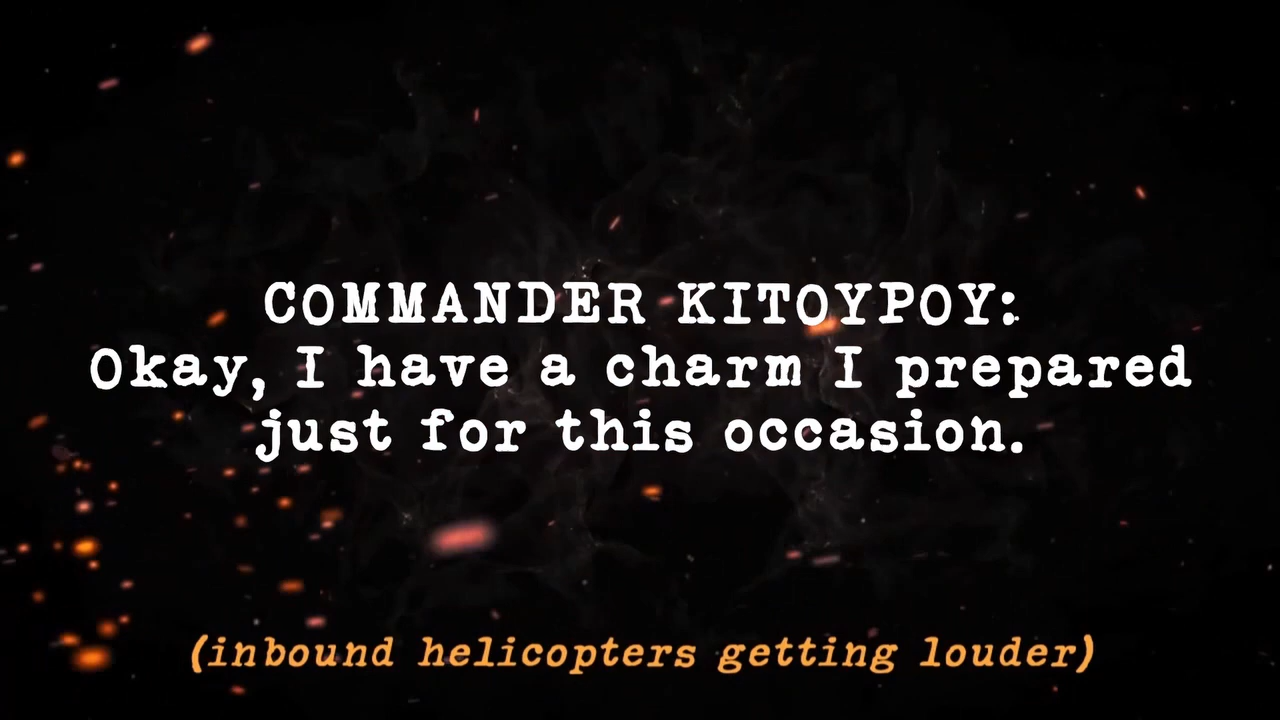 COMMANDER KITOYPOY:
Okay, I have a charm I prepared
just for this occasion.
(inbound helicopters getting louder)